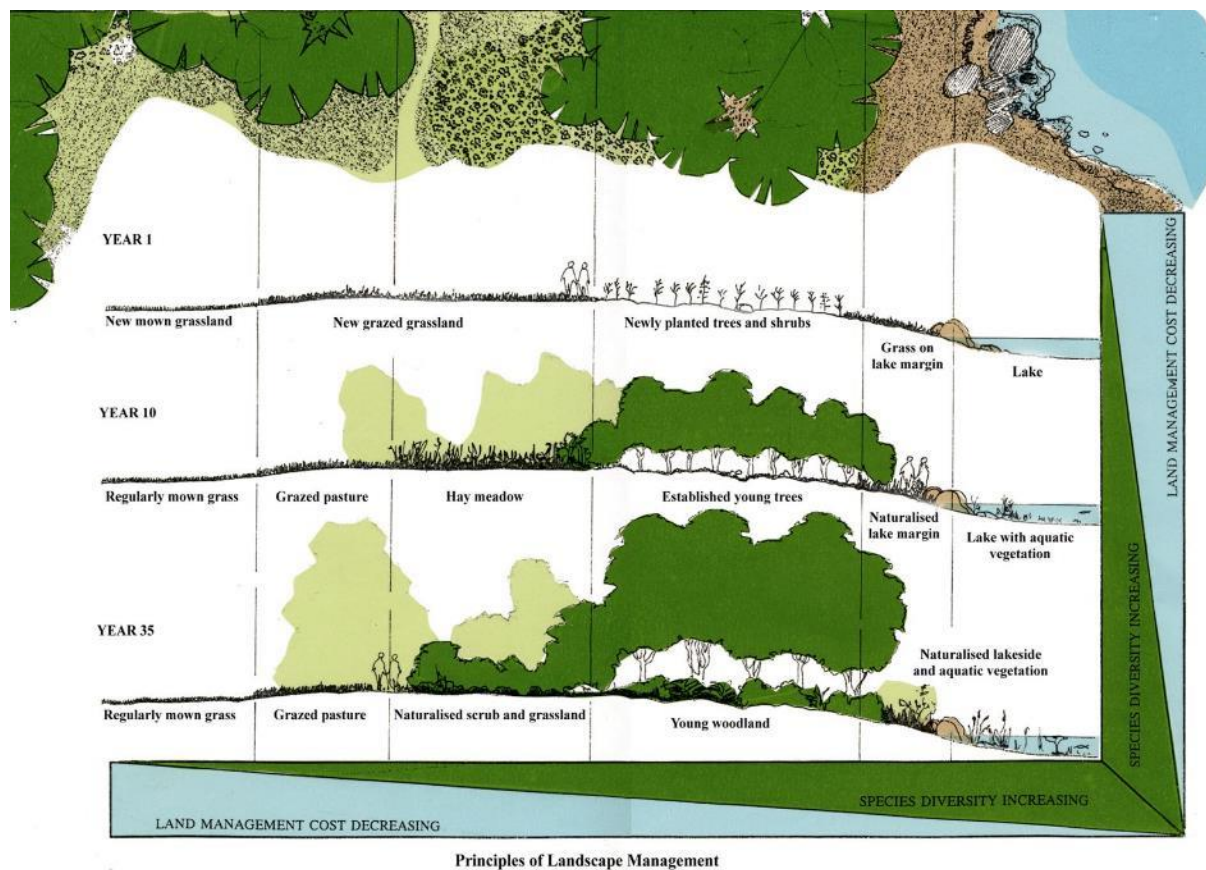 YEAR 1
New mown grassland
New grazed grassland
Newly planted trees and shrubs
Grass on
lake margin
Lake
YEAR 10
Regularly mown grass
Grazed pasture
Hay meadow
Established young trees
Naturalised
lake margin
Lake with aquatic
vegetation
YEAR 35
Regularly mown grass
Grazed pasture
Naturalised scrub and grassland
Young woodland
Naturalised lakeside
and aquatic vegetation
LAND MANAGEMENT COST DECREASING
SPECIES DIVERSITY INCREASING
SPECIES DIVERSITY INCREASING
LAND MANAGEMENT COST DECREASING
Principles of Landscape Management